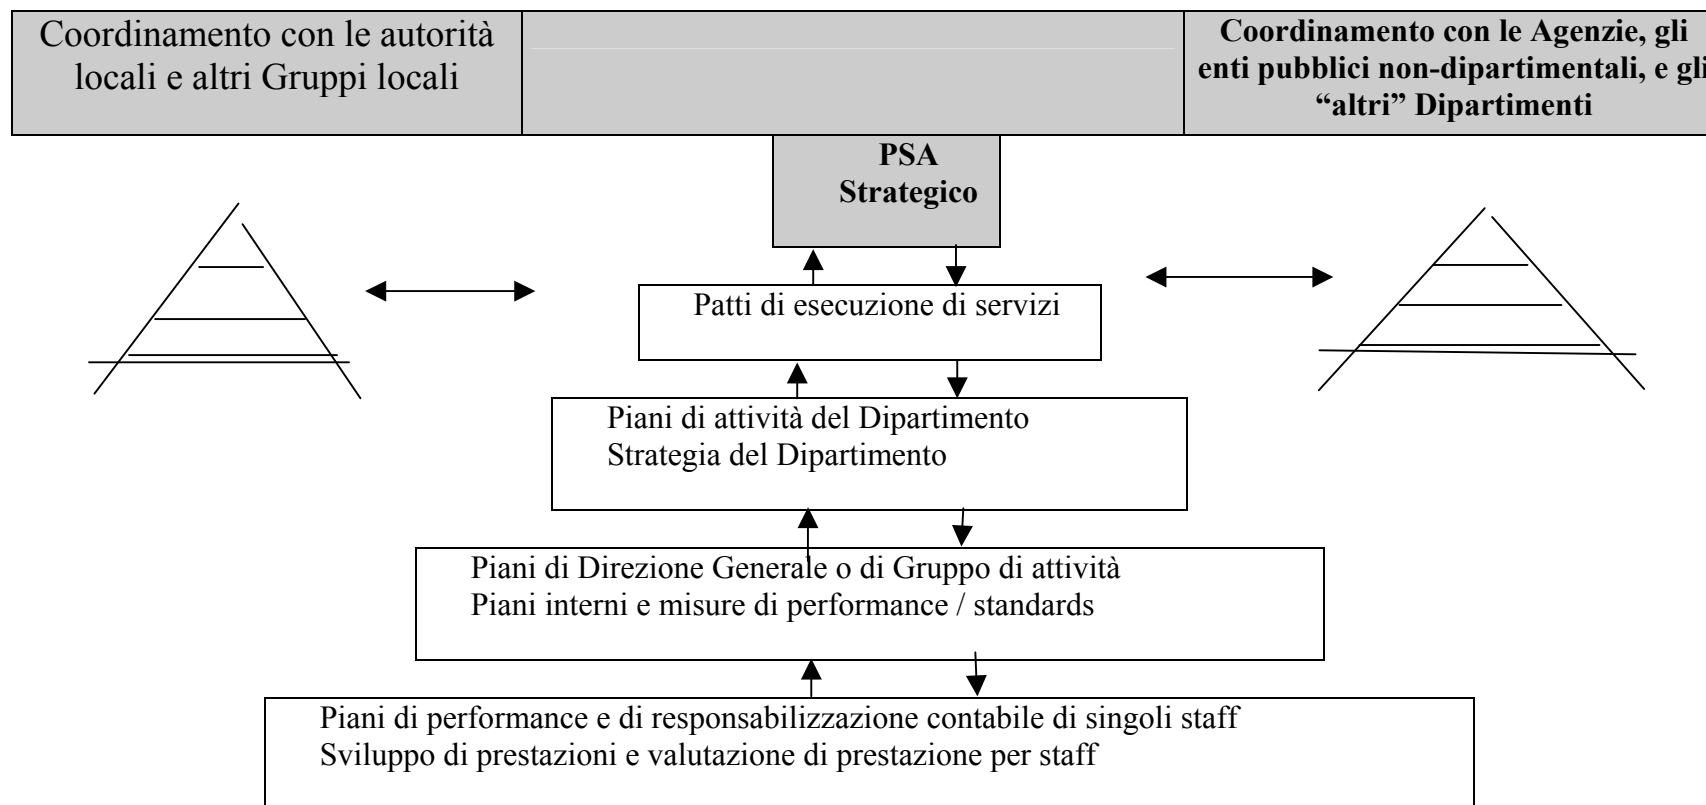 Coordinamento con le autorità
locali e altri Gruppi locali
Coordinamento con le Agenzie, gli
enti pubblici non-dipartimentali, e gli
“altri” Dipartimenti
PSA
Strategico
Patti di esecuzione di servizi
Piani di attività del Dipartimento
Strategia del Dipartimento
Piani di Direzione Generale o di Gruppo di attività
Piani interni e misure di performance / standards
Piani di performance e di responsabilizzazione contabile di singoli staff
Sviluppo di prestazioni e valutazione di prestazione per staff